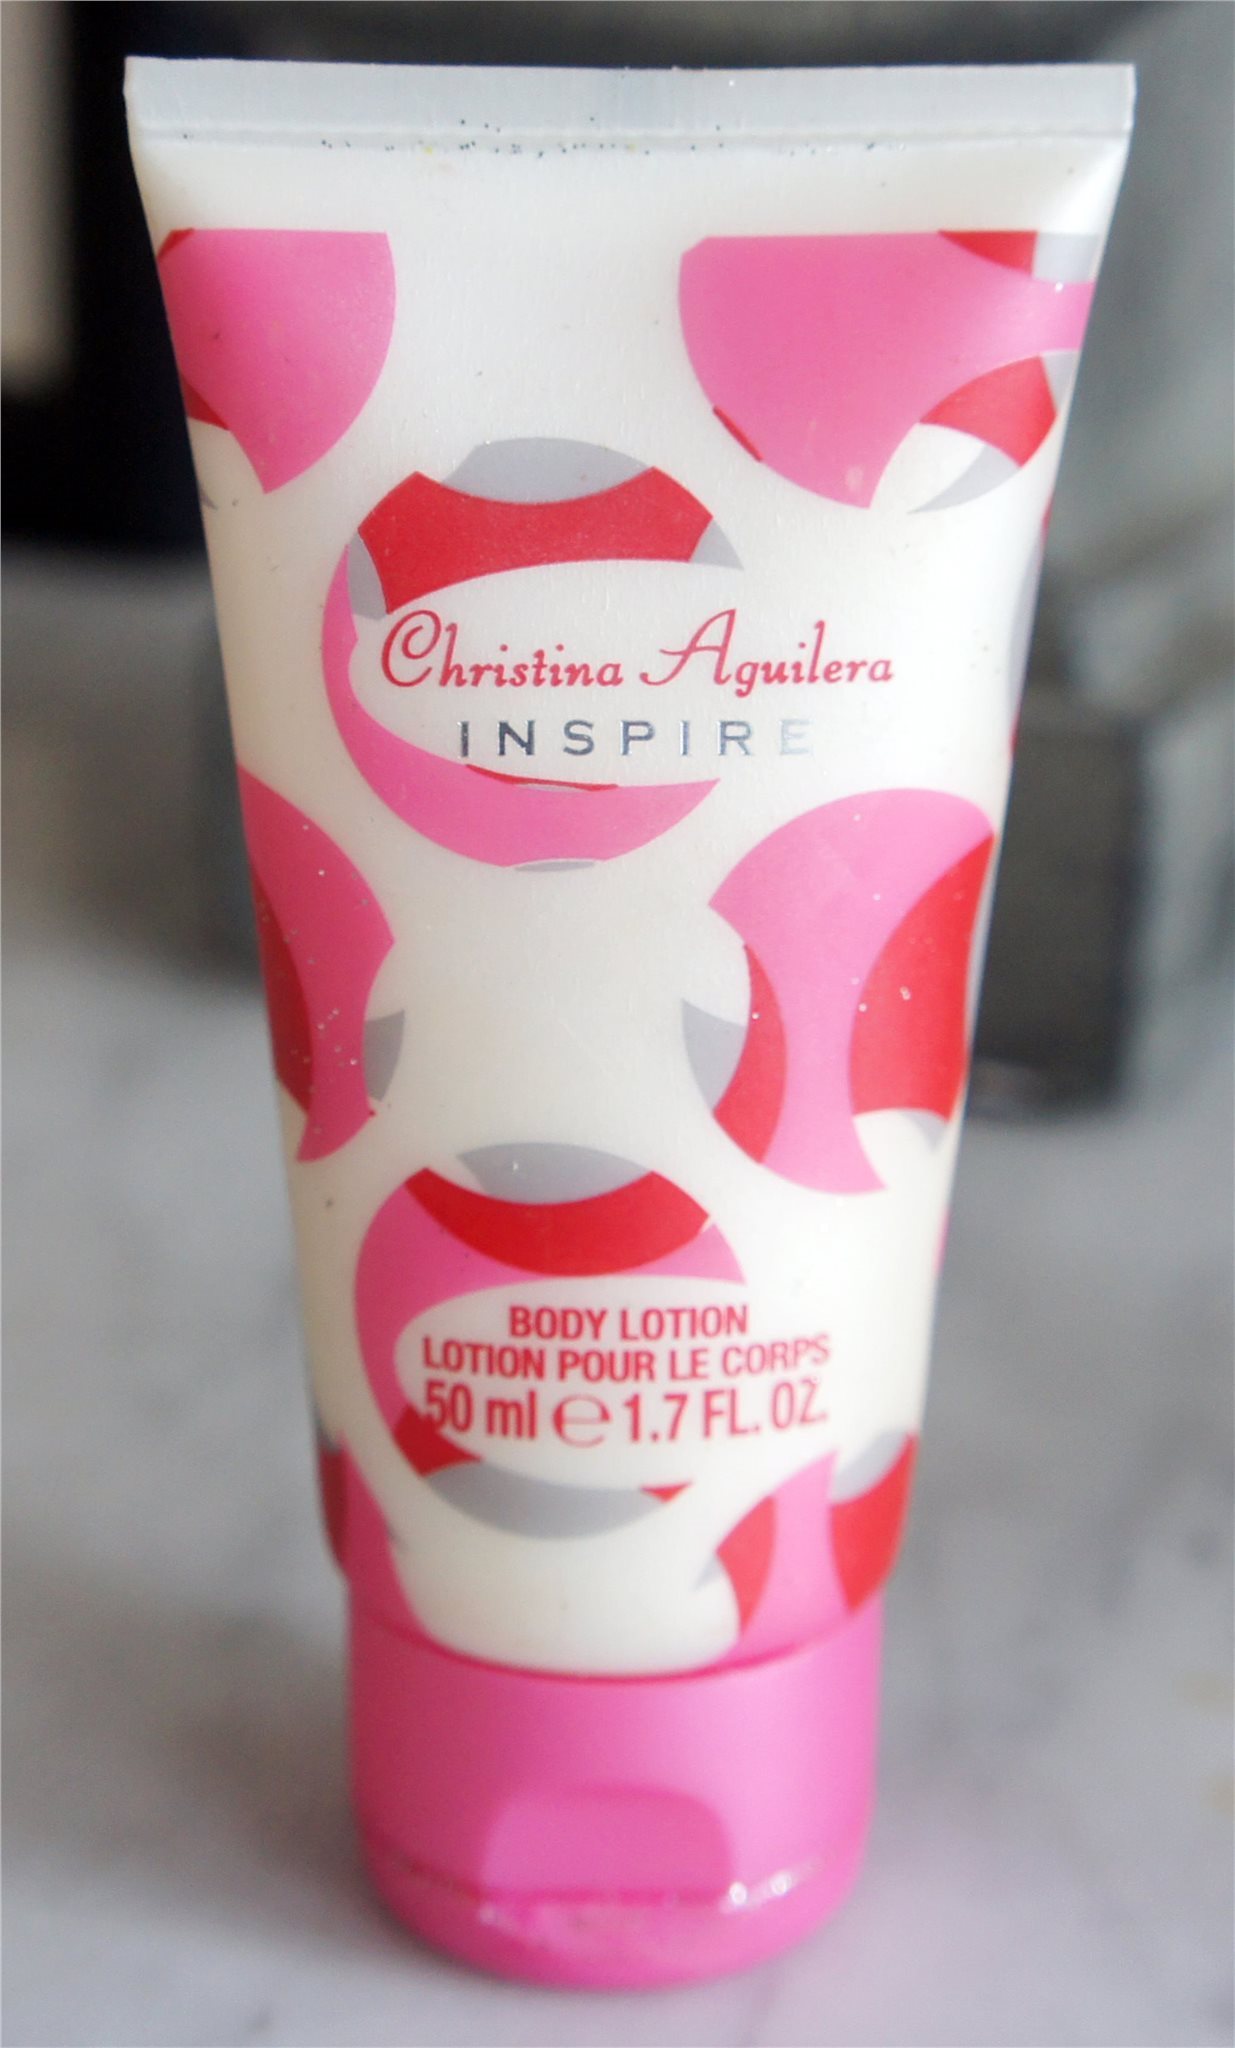 Christina Aguilera
INSPIRE
BODY LOTION
LOTION POUR LE CORPS
50 ml ℮ 1.7 FL. OZ.